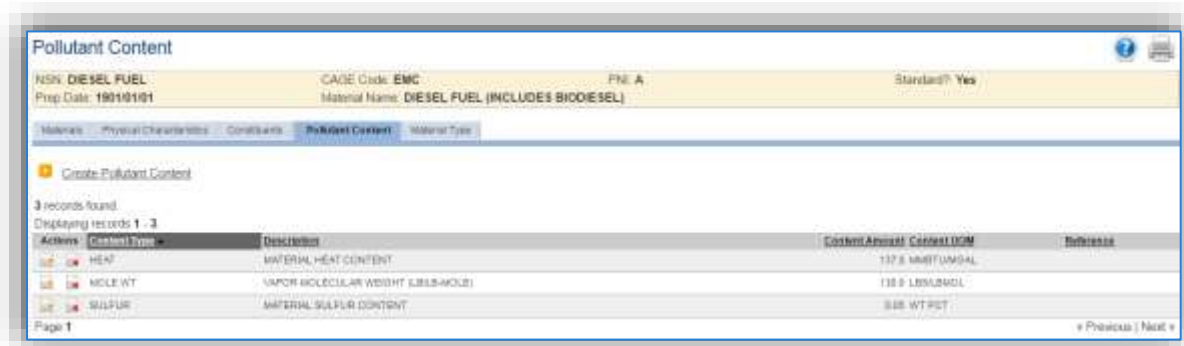 Pollutant Content
NSN: DIESEL FUEL CAGE Code: EMC PNI: A Standard?: Yes
Prep Date: 1901/01/01 Material Name: DIESEL FUEL (INCLUDES BIODIESEL)
Materials Physical Characteristics Constituents Pollutant Content Material Type
Create Pollutant Content
3 records found.
Displaying records 1 - 3
Actions Content Type Description Content Amount Content UOM Reference
HEAT MATERIAL HEAT CONTENT MMBTU/MGAL
MOLE WT VAPOR MOLECULAR WEIGHT (LB/LB-MOLE) LBS/LBMOL
SULFUR MATERIAL SULFUR CONTENT WT PCT
Page 1 « Previous | Next »